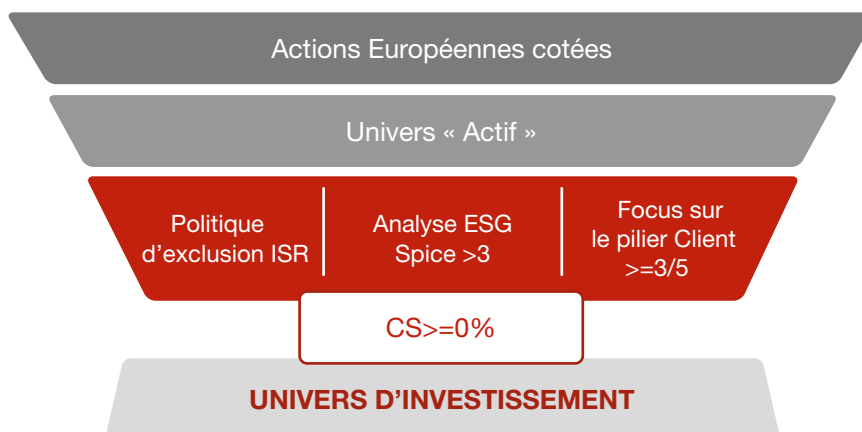 Actions Européennes cotées
Univers « Actif »
Politique
d’exclusion ISR
Analyse ESG
Spice >3
Focus sur
le pilier Client
>=3/5
CS>=0%
UNIVERS D’INVESTISSEMENT